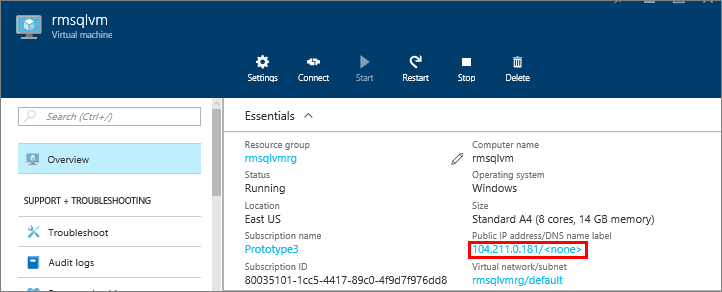 rmsqlvm
Virtual machine
Settings Connect Start Restart Stop Delete
Search (Ctrl+/)
Overview
SUPPORT + TROUBLESHOOTING
Troubleshoot
Audit logs
Essentials
Resource group
rmsqlvmrg
Status
Running
Location
East US
Subscription name
Prototype3
Subscription ID
80035101-1cc5-4417-89c0-4f9d7f976dd8
Computer name
rmsqlvm
Operating system
Windows
Size
Standard A4 (8 cores, 14 GB memory)
Public IP address/DNS name label
104.211.0.181/<none>
Virtual network/subnet
rmsqlvmrg/default